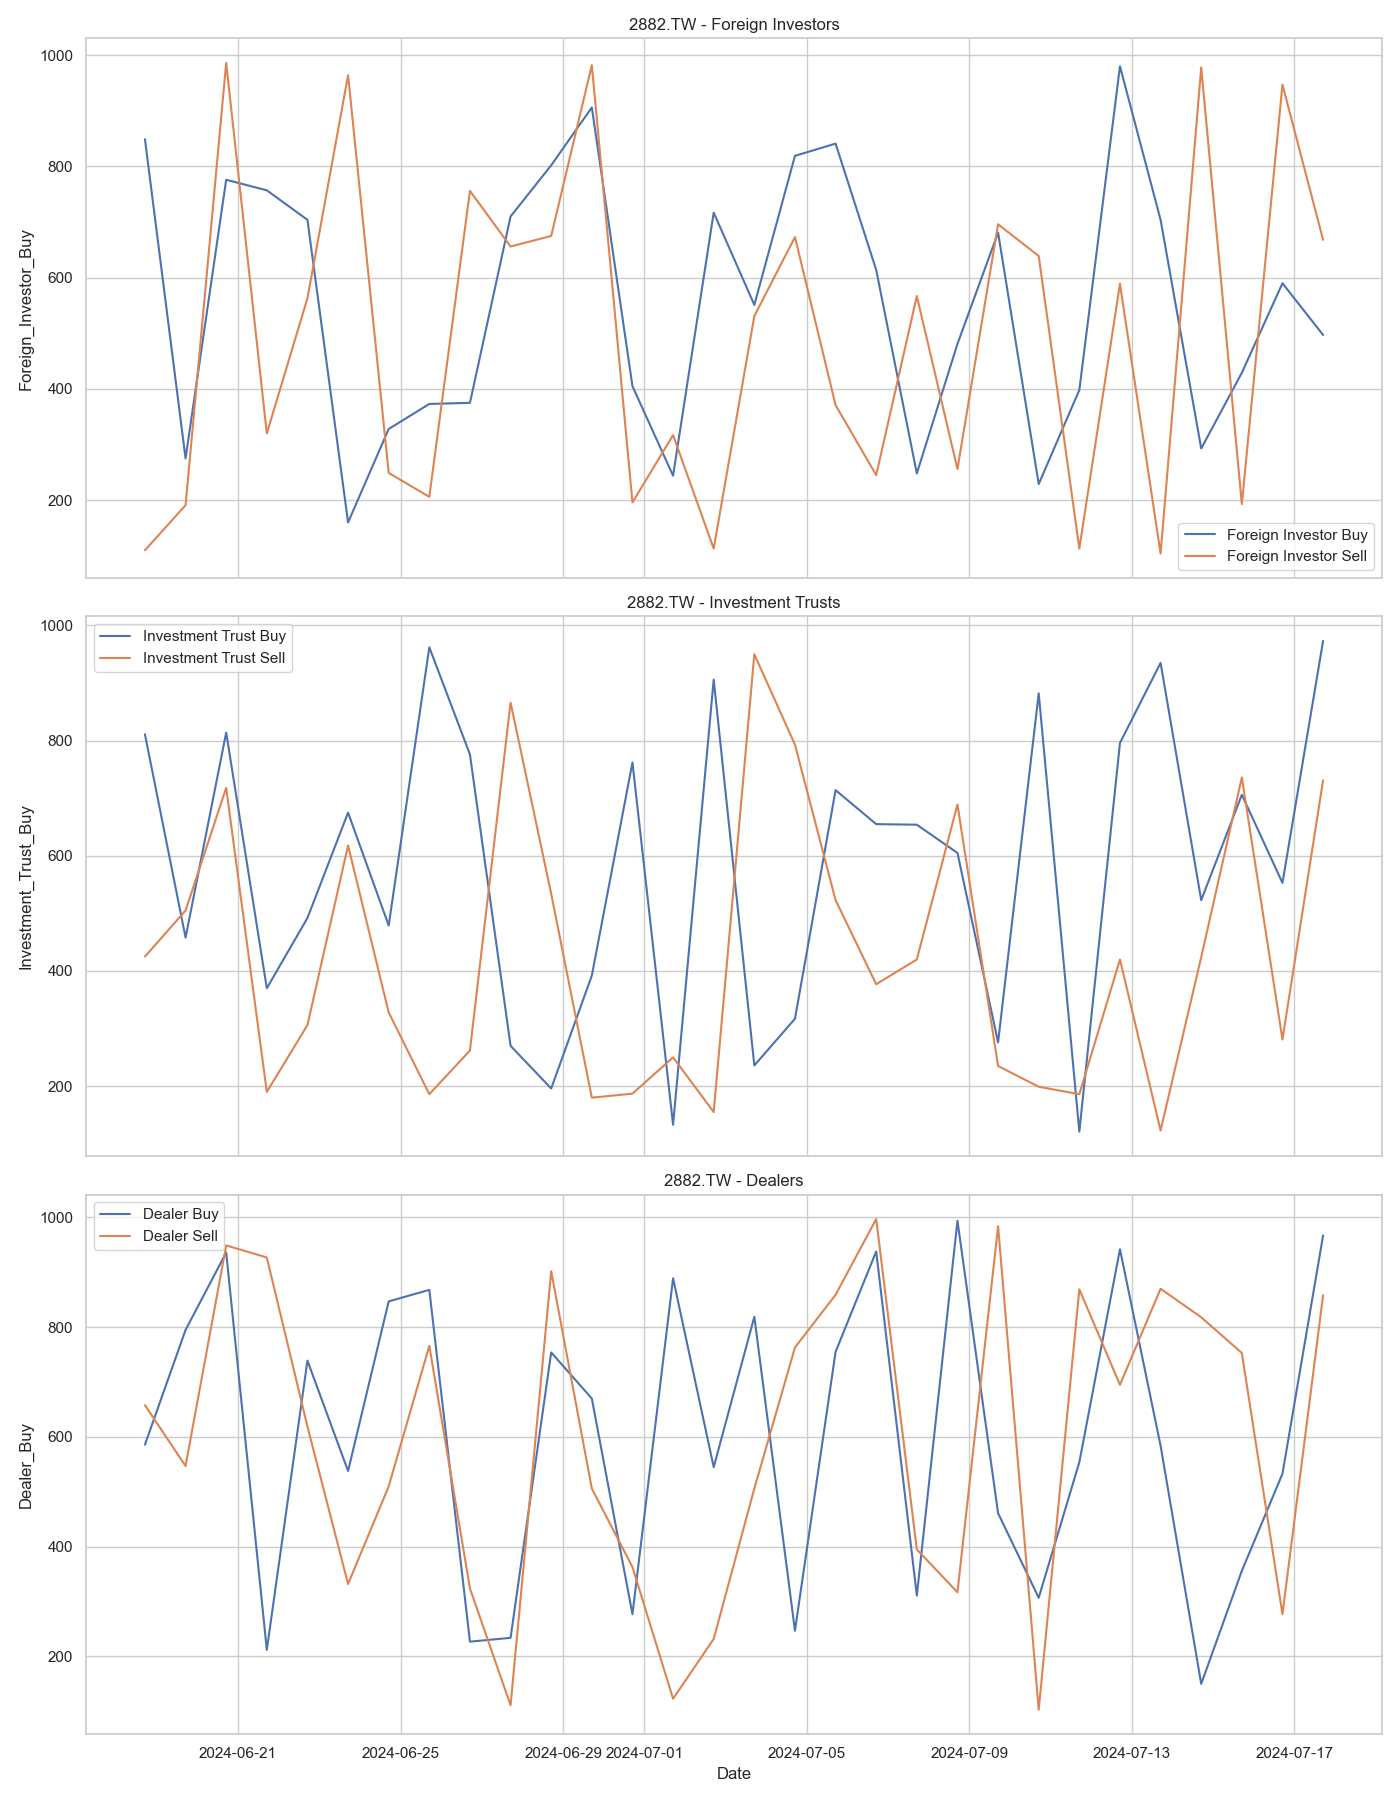 2882.TW - Foreign Investors
1000
800
600
400
200
Foreign_Investor_Buy
Foreign Investor Buy
Foreign Investor Sell
2882.TW - Investment Trusts
Investment Trust Buy
Investment Trust Sell
1000
800
600
400
200
Investment_Trust_Buy
2882.TW - Dealers
Dealer Buy
Dealer Sell
1000
800
600
400
200
Dealer_Buy
2024-06-21 2024-06-25 2024-06-29 2024-07-01 2024-07-05 2024-07-09 2024-07-13 2024-07-17
Date